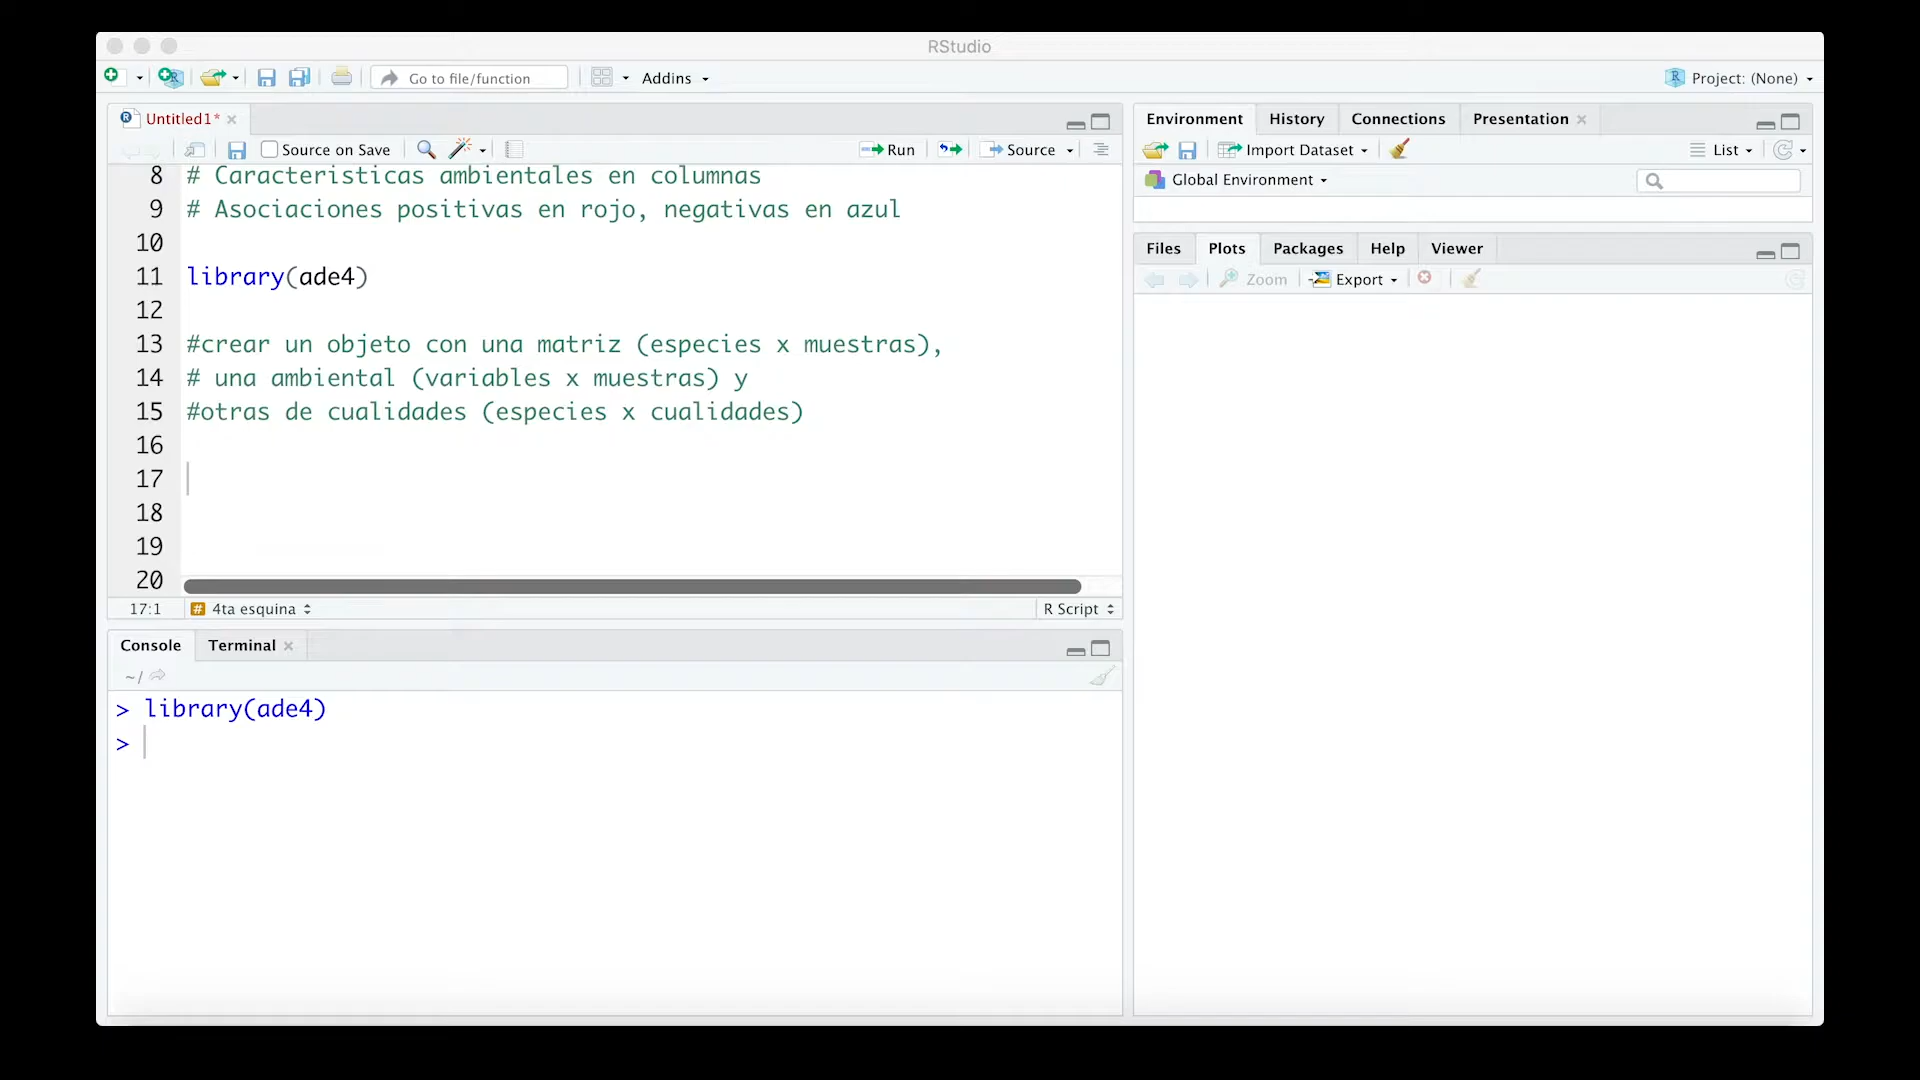 RStudio
Go to file/function
Addins
Project: (None)
Untitled1*
Source on Save
Run
Source
8 # Caracteristicas ambientales en columnas
9 # Asociaciones positivas en rojo, negativas en azul
10
11 library(ade4)
12
13 #crear un objeto con una matriz (especies x muestras),
14 # una ambiental (variables x muestras) y
15 #otras de cualidades (especies x cualidades)
16
17
18
19
20
17:1 # 4ta esquina R Script
Console Terminal
~/
> library(ade4)
>
Environment History Connections Presentation
Import Dataset List
Global Environment
Files Plots Packages Help Viewer
Zoom Export